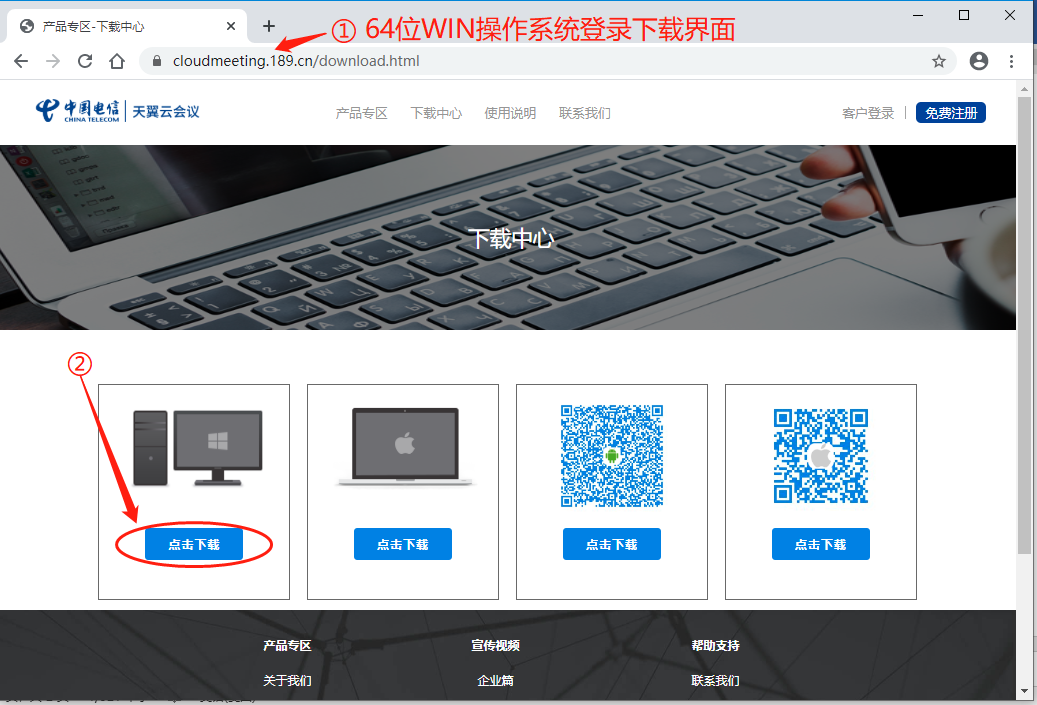 产品专区-下载中心
① 64位WIN操作系统登录下载界面
cloudmeeting.189.cn/download.html
中国电信 CHINA TELECOM 天翼云会议
产品专区 下载中心 使用说明 联系我们 客户登录 免费注册
下载中心
②
点击下载 点击下载 点击下载 点击下载
产品专区 宣传视频 帮助支持
关于我们 企业篇 联系我们